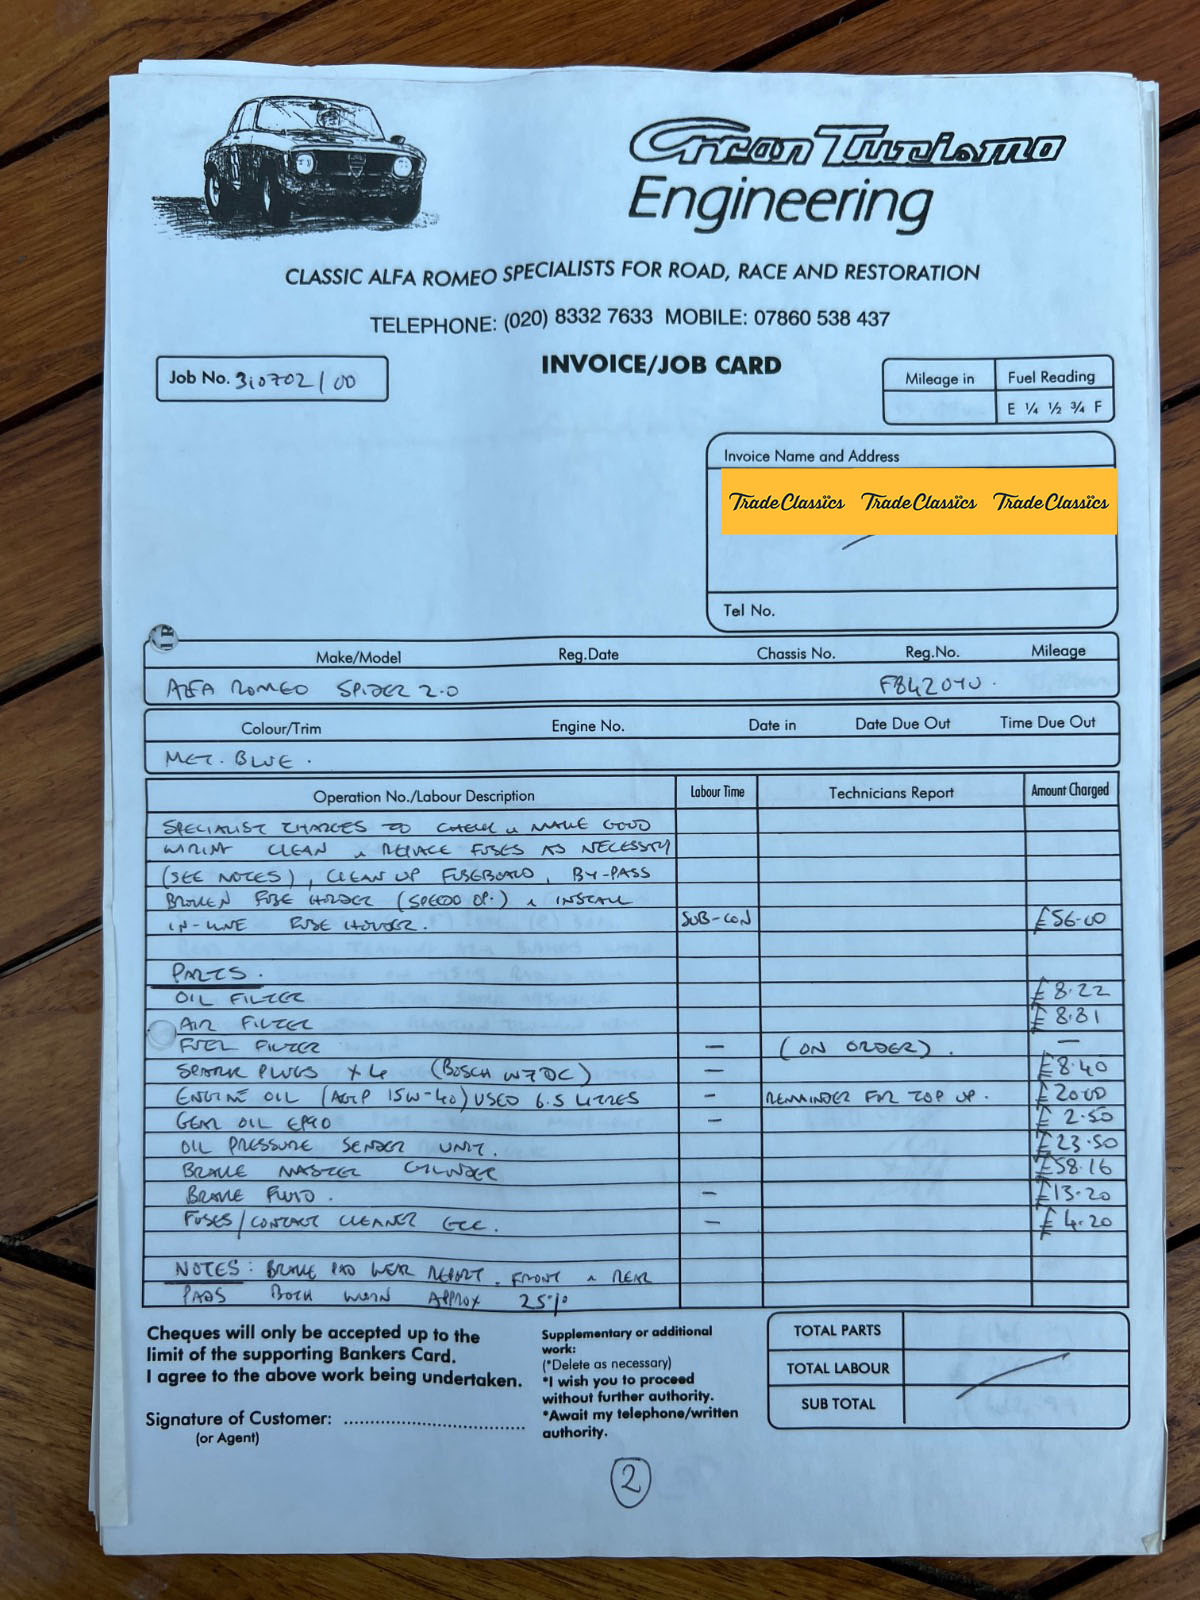 Gran Turismo
Engineering
CLASSIC ALFA ROMEO SPECIALISTS FOR ROAD, RACE AND RESTORATION
TELEPHONE: (020) 8332 7633 MOBILE: 07860 538 437
INVOICE/JOB CARD
Job No. 310702/00
Mileage in Fuel Reading
E ¼ ½ ¾ F
Invoice Name and Address
Trade Classics Trade Classics Trade Classics
Tel No.
Make/Model Reg.Date Chassis No. Reg.No. Mileage
ALFA ROMEO SPIDER 2.0
Colour/Trim Engine No. Date in Date Due Out Time Due Out
MET. BLUE.
Operation No./Labour Description Labour Time Technicians Report Amount Charged
SPECIALIST CHARGES TO CHECK & MAKE GOOD
WIRING CLEAN & REPLACE FUSES AS NECESSARY
(SEE NOTES), CLEAN UP FUSEBOARD, BY-PASS
BROKEN FUSE HOLDER (SPEEDO OP.) & INSTALL
IN-LINE FUSE HOLDER. SUB-CON £56.00
PARTS.
OIL FILTER £8.22
AIR FILTER £8.81
FUEL FILTER — (ON ORDER). —
SPARK PLUGS X4 (BOSCH W7DC) — £8.40
ENGINE OIL (AGIP 15W-40) USED 6.5 LITRES - REMAINDER FOR TOP UP. £20.00
GEAR OIL EP90 — £2.50
OIL PRESSURE SENDER UNIT. £23.50
BRAKE MASTER CYLINDER £58.16
BRAKE FLUID. — £13.20
FUSES/CONTACT CLEANER ETC. — £4.20
NOTES: BRAKE PAD WEAR REPORT. FRONT & REAR
PADS BOTH WORN APPROX 25%
Cheques will only be accepted up to the
limit of the supporting Bankers Card.
I agree to the above work being undertaken.
Signature of Customer: ..............................
(or Agent)
Supplementary or additional
work:
(*Delete as necessary)
*I wish you to proceed
without further authority.
*Await my telephone/written
authority.
TOTAL PARTS
TOTAL LABOUR
SUB TOTAL
2